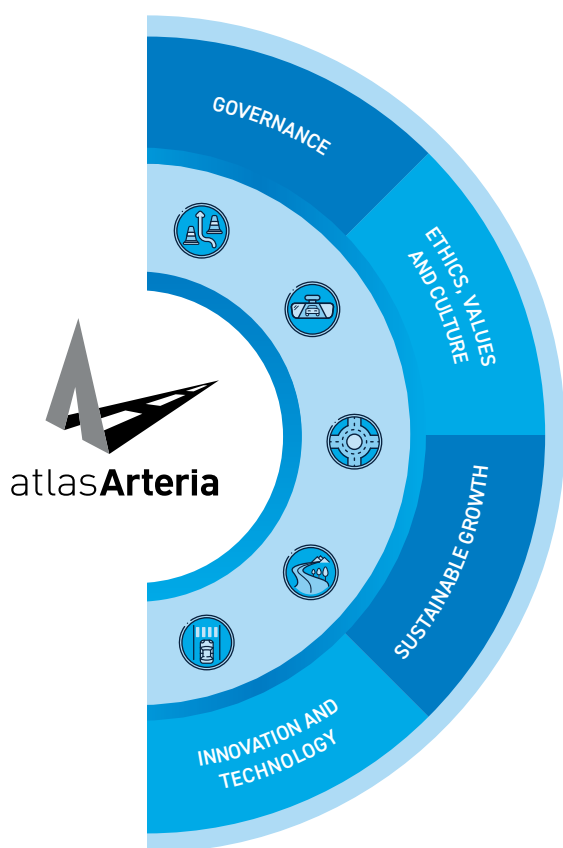 GOVERNANCE
ETHICS, VALUES
AND CULTURE
atlasArteria
SUSTAINABLE GROWTH
INNOVATION AND
TECHNOLOGY